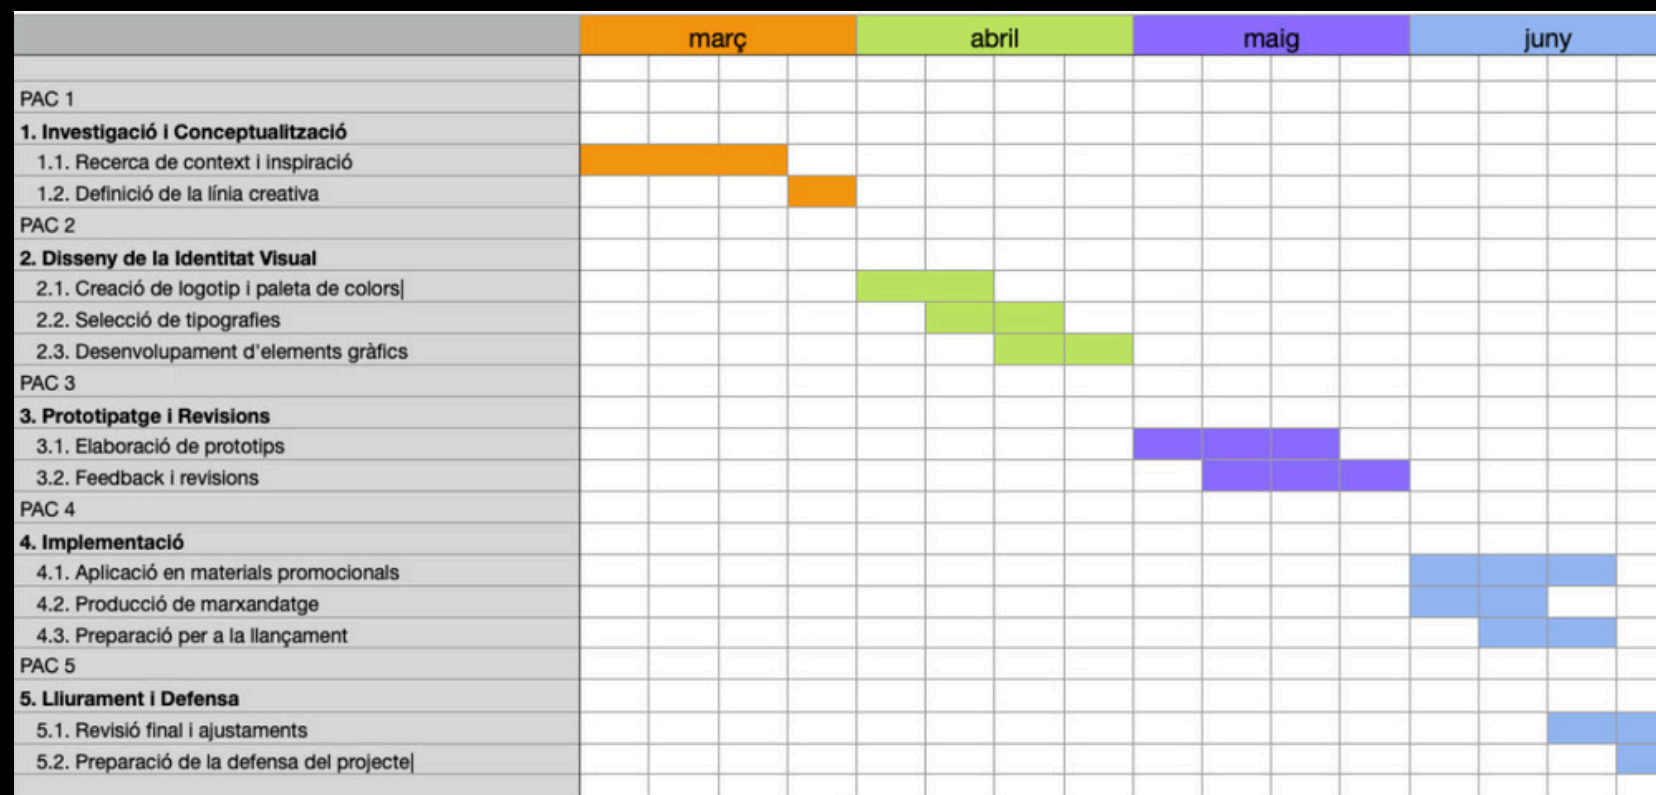 març abril maig juny
PAC 1
1. Investigació i Conceptualització
1.1. Recerca de context i inspiració
1.2. Definició de la línia creativa
PAC 2
2. Disseny de la Identitat Visual
2.1. Creació de logotip i paleta de colors
2.2. Selecció de tipografies
2.3. Desenvolupament d'elements gràfics
PAC 3
3. Prototipatge i Revisions
3.1. Elaboració de prototips
3.2. Feedback i revisions
PAC 4
4. Implementació
4.1. Aplicació en materials promocionals
4.2. Producció de marxandatge
4.3. Preparació per a la llançament
PAC 5
5. Lliurament i Defensa
5.1. Revisió final i ajustaments
5.2. Preparació de la defensa del projecte